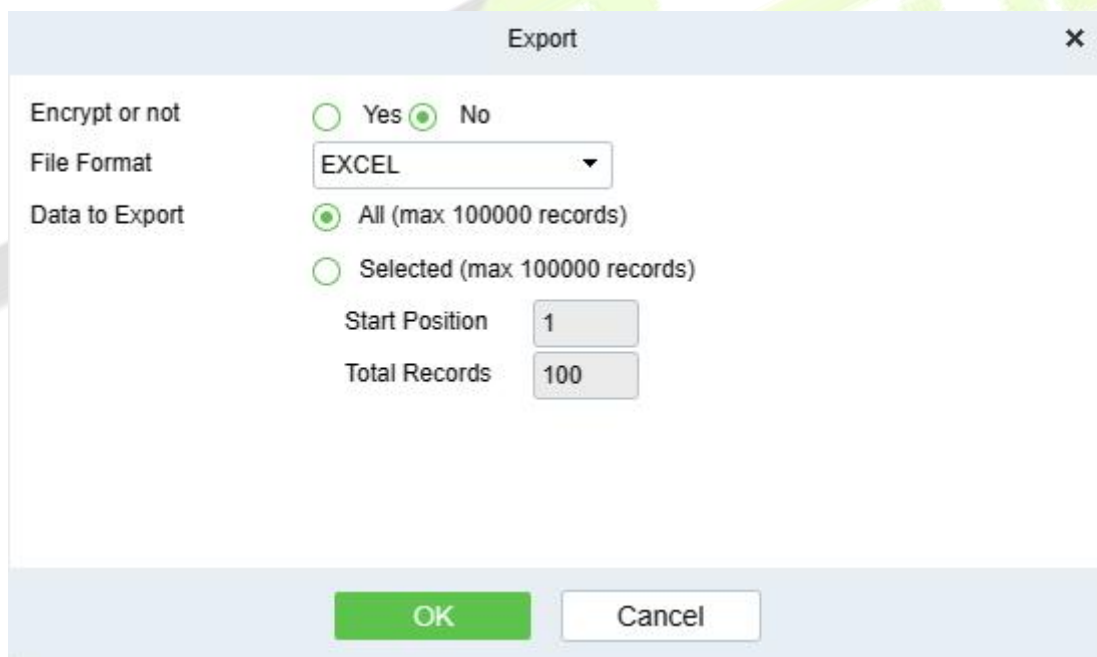 Export
Encrypt or not Yes No
File Format EXCEL
Data to Export All (max 100000 records)
Selected (max 100000 records)
Start Position 1
Total Records 100
OK Cancel